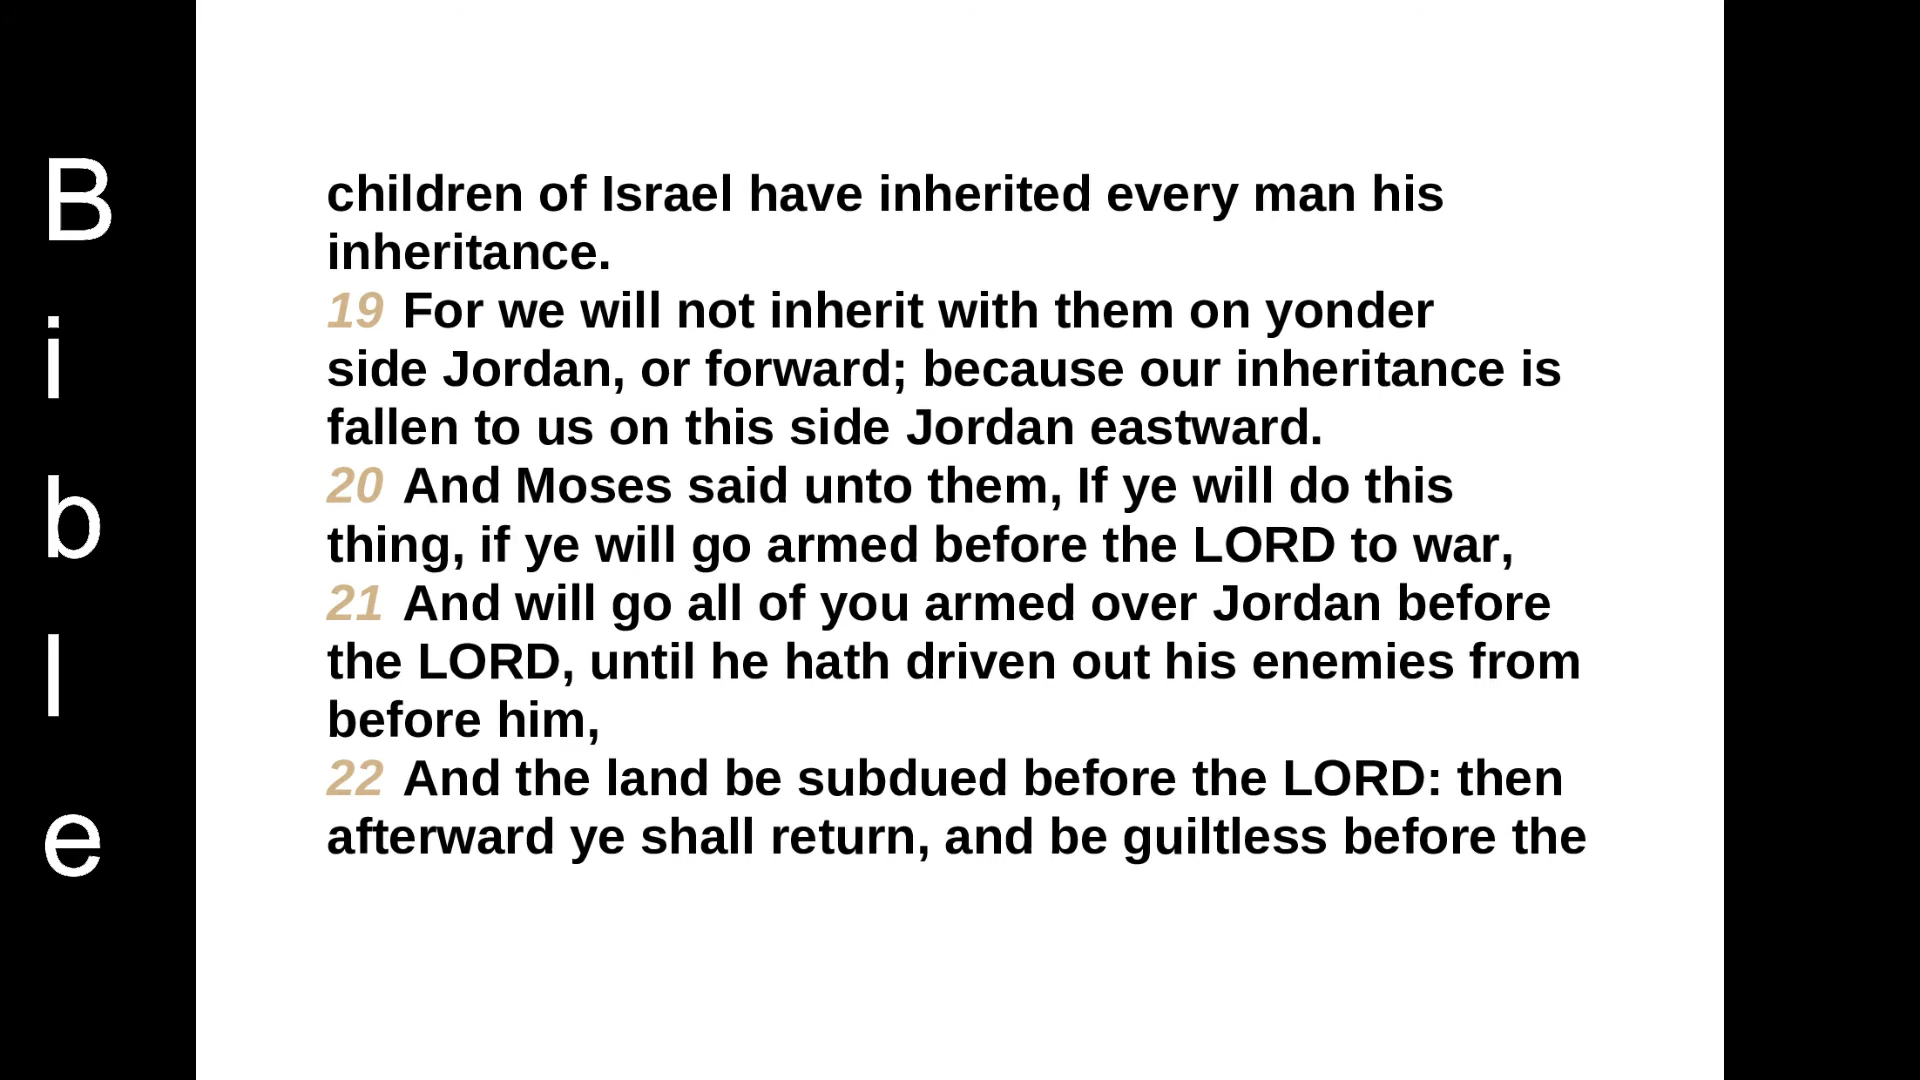 Bible
children of Israel have inherited every man his
inheritance.
19 For we will not inherit with them on yonder
side Jordan, or forward; because our inheritance is
fallen to us on this side Jordan eastward.
20 And Moses said unto them, If ye will do this
thing, if ye will go armed before the LORD to war,
21 And will go all of you armed over Jordan before
the LORD, until he hath driven out his enemies from
before him,
22 And the land be subdued before the LORD: then
afterward ye shall return, and be guiltless before the